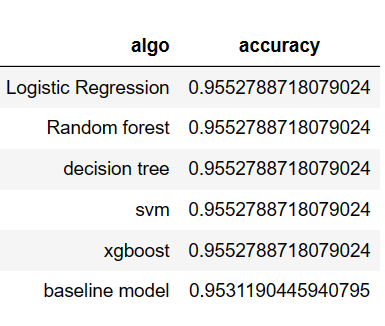 algo accuracy
Logistic Regression 0.9552788718079024
Random forest 0.9552788718079024
decision tree 0.9552788718079024
svm 0.9552788718079024
xgboost 0.9552788718079024
baseline model 0.9531190445940795